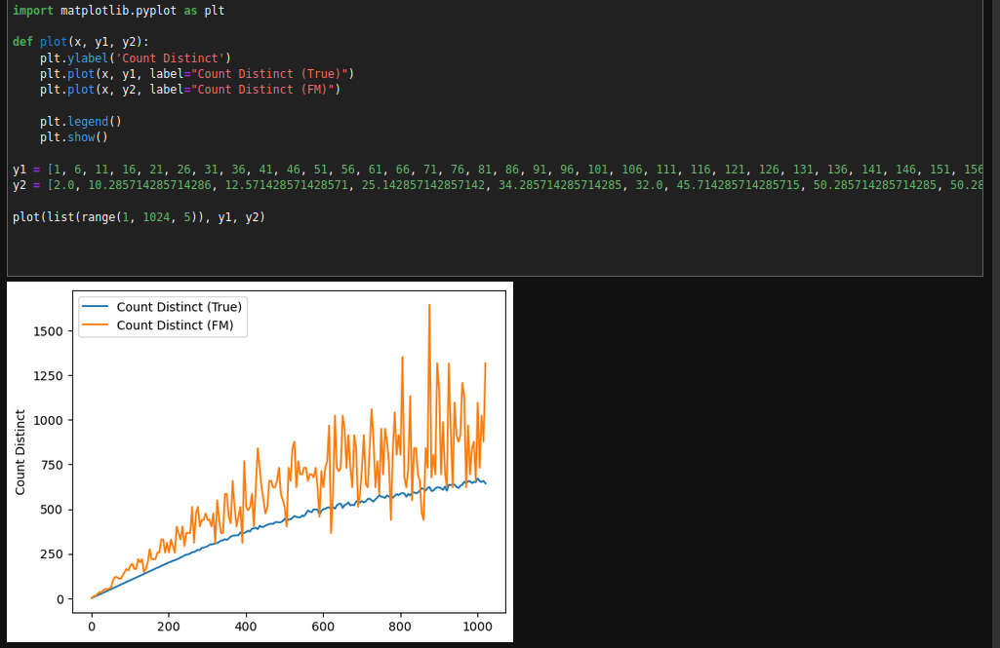 import matplotlib.pyplot as plt
def plot(x, y1, y2):
    plt.ylabel('Count Distinct')
    plt.plot(x, y1, label="Count Distinct (True)")
    plt.plot(x, y2, label="Count Distinct (FM)")
    plt.legend()
    plt.show()
y1 = [1, 6, 11, 16, 21, 26, 31, 36, 41, 46, 51, 56, 61, 66, 71, 76, 81, 86, 91, 96, 101, 106, 111, 116, 121, 126, 131, 136, 141, 146, 151, 156
y2 = [2.0, 10.285714285714286, 12.571428571428571, 25.142857142857142, 34.285714285714285, 32.0, 45.714285714285715, 50.285714285714285, 50.28
plot(list(range(1, 1024, 5)), y1, y2)
Count Distinct (True)
Count Distinct (FM)
1500
1250
1000
750
500
250
0
Count Distinct
0 200 400 600 800 1000